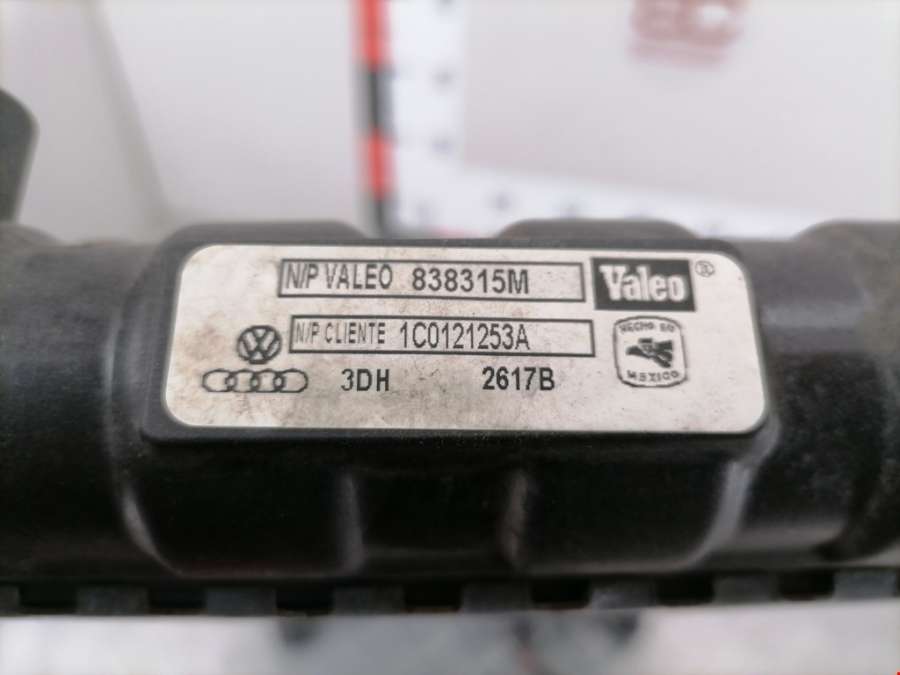 N/P VALEO 838315M Valeo ®
N/P CLIENTE 1C0121253A
HECHO EN
MEXICO
3DH 2617B